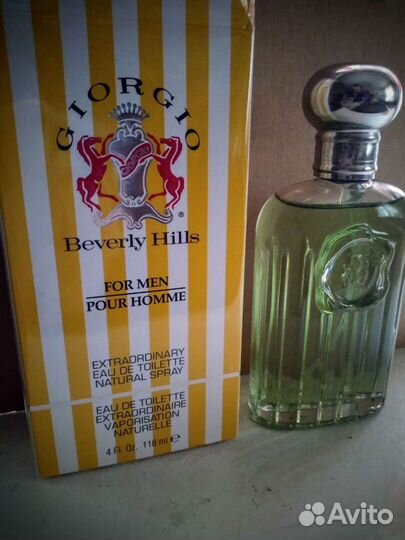 GIORGIO
GIORGIO
Beverly Hills
®
FOR MEN
POUR HOMME
EXTRAORDINARY
EAU DE TOILETTE
NATURAL SPRAY
EAU DE TOILETTE
EXTRAORDINAIRE
VAPORISATION
NATURELLE
4 Fl. Oz. 118 ml ℮
Avito